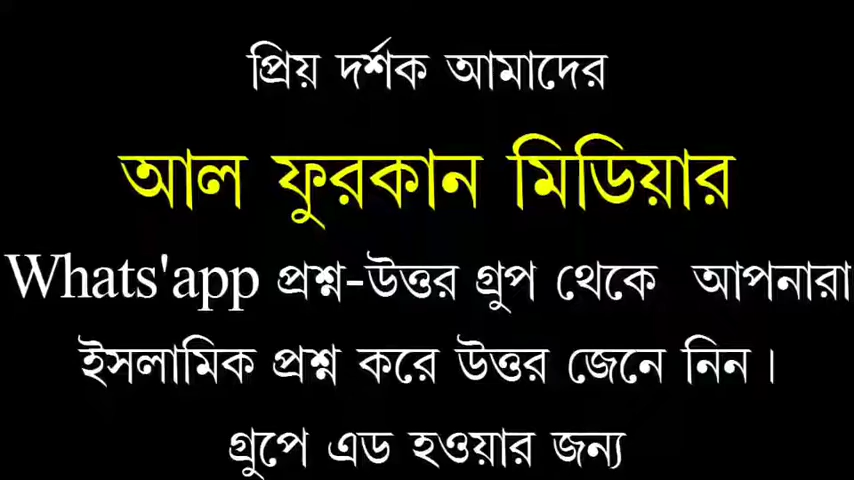 প্রিয় দর্শক আমাদের
আল ফুরকান মিডিয়ার
Whats'app প্রশ্ন-উত্তর গ্রুপ থেকে আপনারা
ইসলামিক প্রশ্ন করে উত্তর জেনে নিন।
গ্রুপে এড হওয়ার জন্য